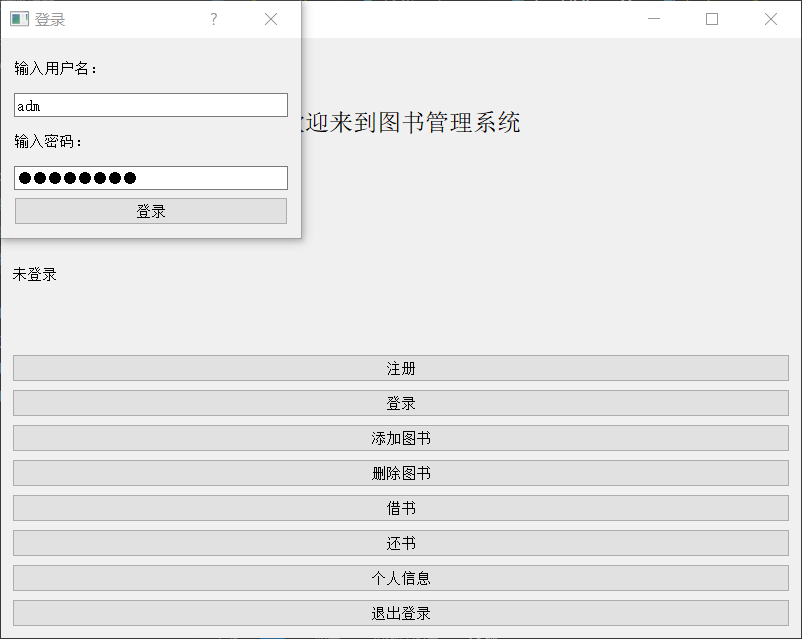 登录
?
输入用户名：
adm
输入密码：
●●●●●●●●
登录
迎来到图书管理系统
未登录
注册
登录
添加图书
删除图书
借书
还书
个人信息
退出登录